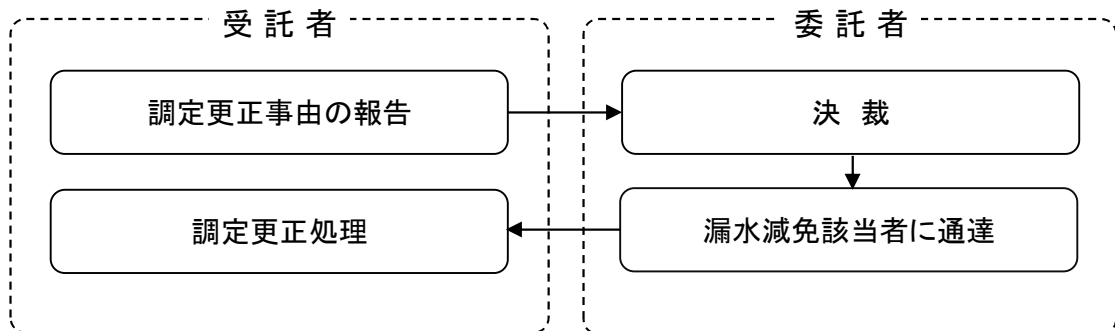 受託者
委託者
調定更正事由の報告
決裁
調定更正処理
漏水減免該当者に通達